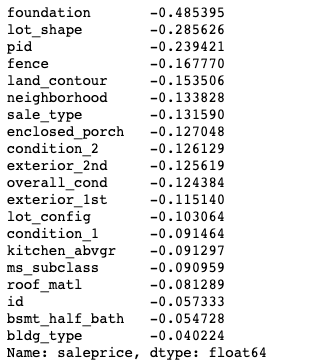 foundation -0.485395
lot_shape -0.285626
pid -0.239421
fence -0.167770
land_contour -0.153506
neighborhood -0.133828
sale_type -0.131590
enclosed_porch -0.127048
condition_2 -0.126129
exterior_2nd -0.125619
overall_cond -0.124384
exterior_1st -0.115140
lot_config -0.103064
condition_1 -0.091464
kitchen_abvgr -0.091297
ms_subclass -0.090959
roof_matl -0.081289
id -0.057333
bsmt_half_bath -0.054728
bldg_type -0.040224
Name: saleprice, dtype: float64